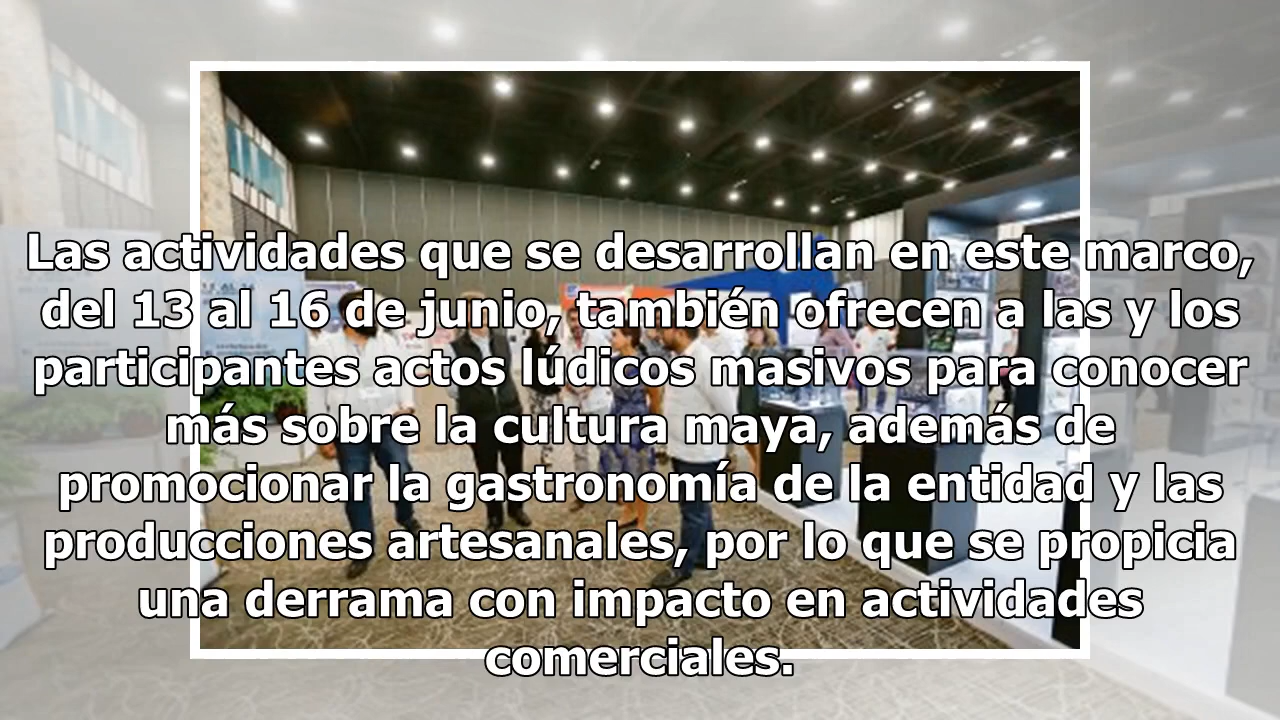 Las actividades que se desarrollan en este marco,
del 13 al 16 de junio, también ofrecen a las y los
participantes actos lúdicos masivos para conocer
más sobre la cultura maya, además de
promocionar la gastronomía de la entidad y las
producciones artesanales, por lo que se propicia
una derrama con impacto en actividades
comerciales.